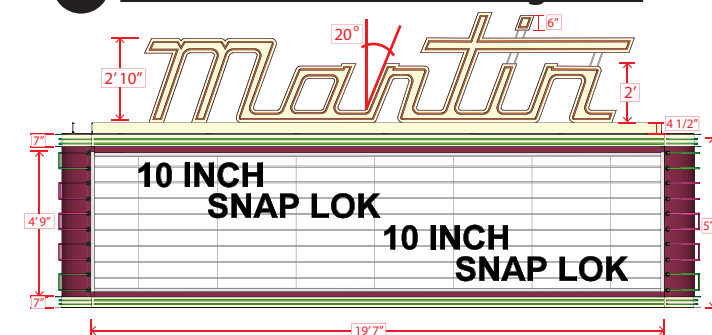 6"
20°
Martin
2' 10"
2'
4 1/2"
7"
10 INCH
SNAP LOK
4' 9"
10 INCH
SNAP LOK
7"
19'7"